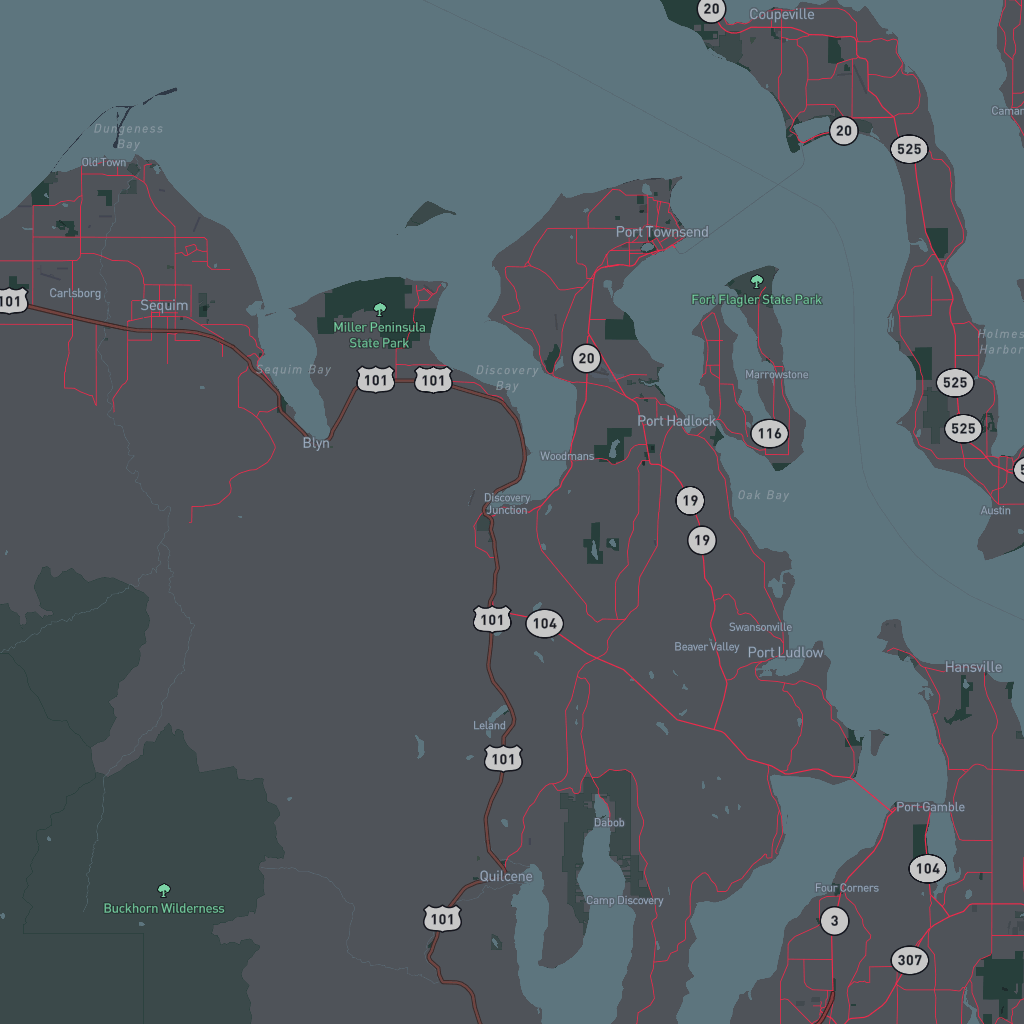 20
Coupeville
Dungeness
Bay
20
525
Old Town
Port Townsend
Carlsborg
101
Sequim
Fort Flagler State Park
Miller Peninsula
State Park
Holmes
Harbor
20
Sequim Bay
Discovery
Bay
101
101
Marrowstone
525
Port Hadlock
116
525
Blyn
Woodmans
Discovery
Junction
19
Oak Bay
Austin
19
101
104
Swansonville
Beaver Valley
Port Ludlow
Hansville
Leland
101
Port Gamble
Dabob
104
Quilcene
Four Corners
Buckhorn Wilderness
Camp Discovery
101
3
307